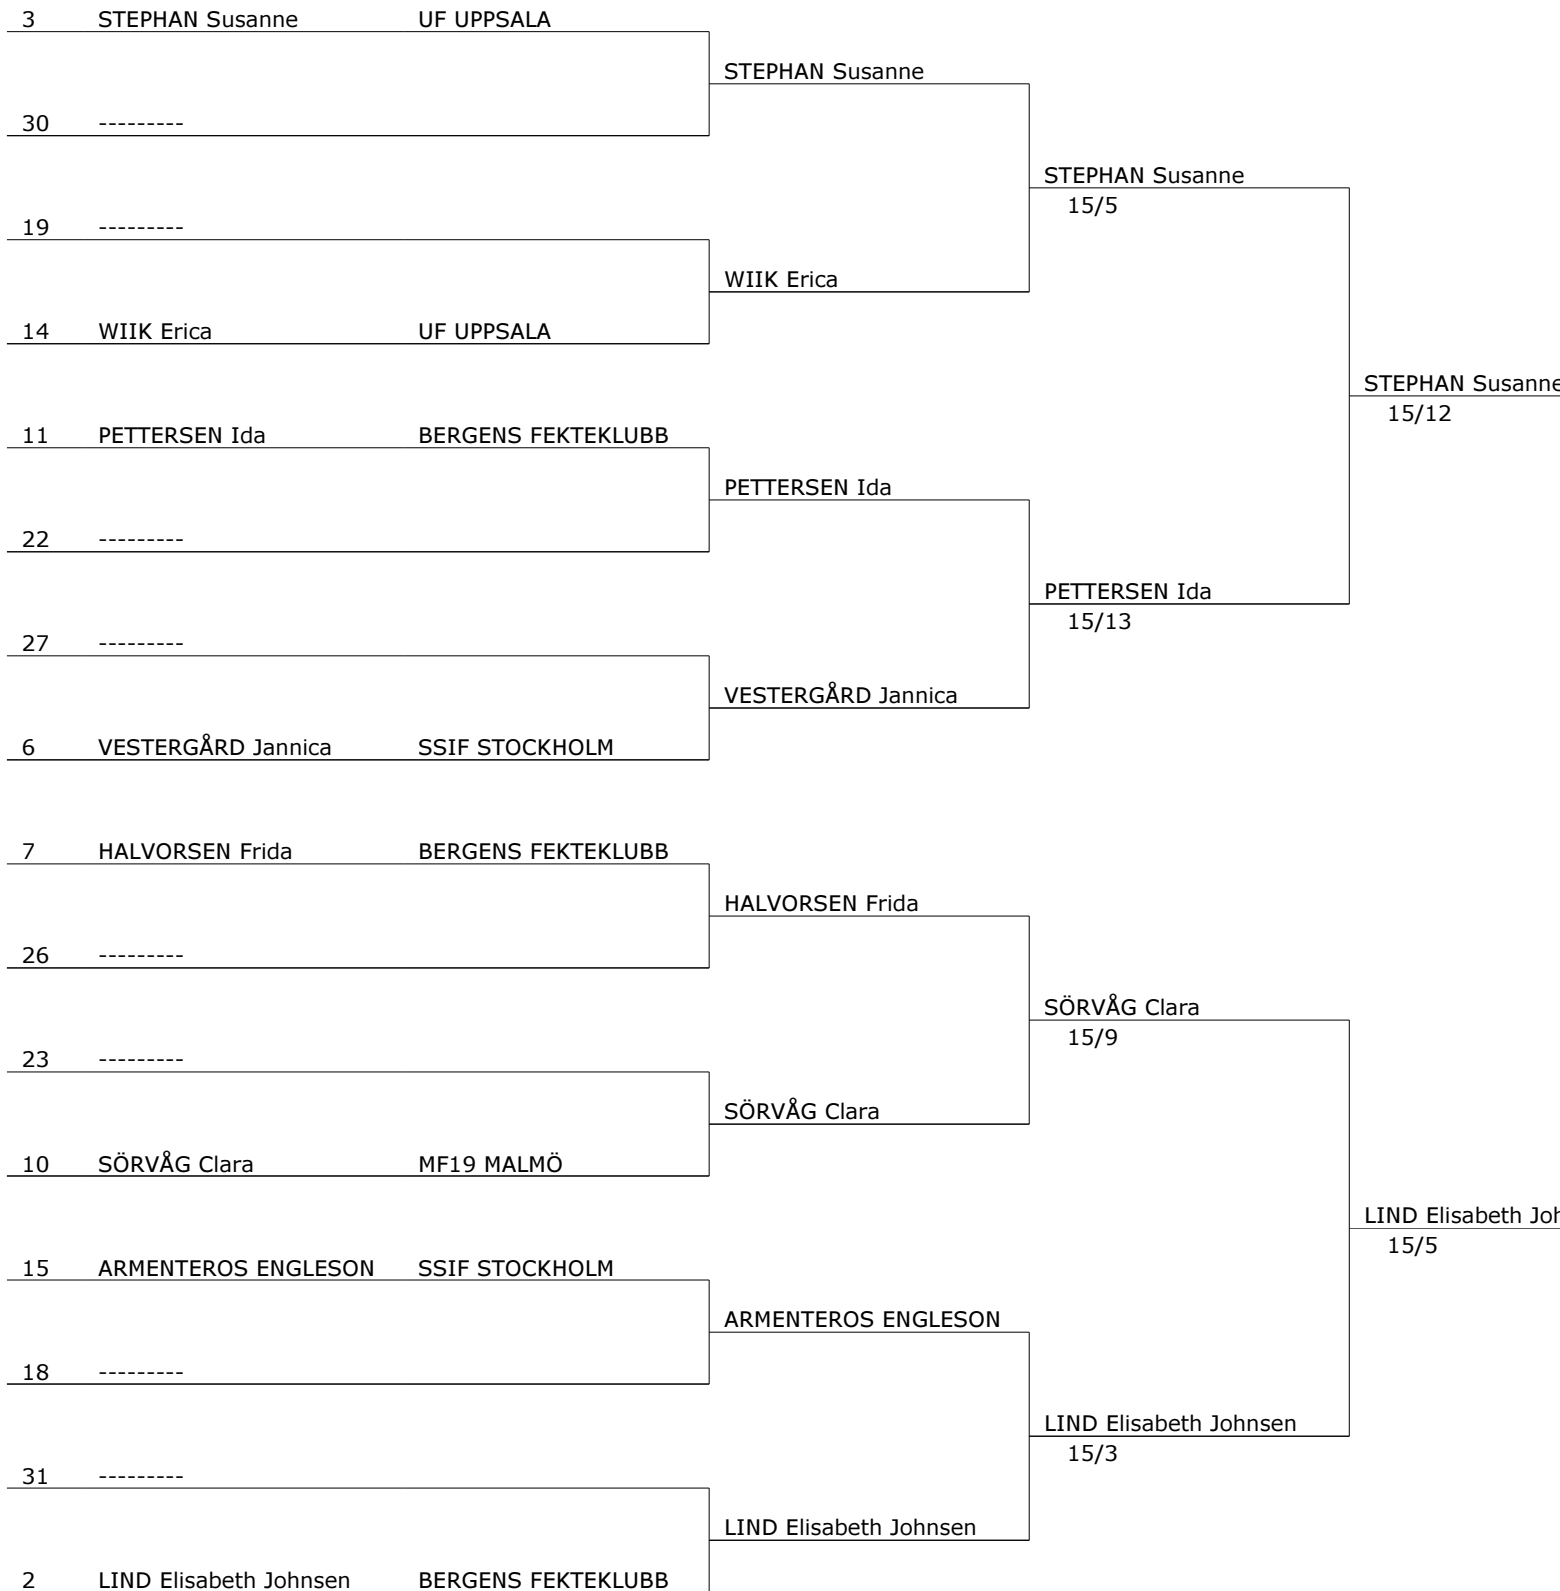 3 STEPHAN Susanne UF UPPSALA
STEPHAN Susanne
30 ---------
STEPHAN Susanne
15/5
19 ---------
WIIK Erica
14 WIIK Erica UF UPPSALA
STEPHAN Susanne
15/12
11 PETTERSEN Ida BERGENS FEKTEKLUBB
PETTERSEN Ida
22 ---------
PETTERSEN Ida
15/13
27 ---------
VESTERGÅRD Jannica
6 VESTERGÅRD Jannica SSIF STOCKHOLM
7 HALVORSEN Frida BERGENS FEKTEKLUBB
HALVORSEN Frida
26 ---------
SÖRVÅG Clara
15/9
23 ---------
SÖRVÅG Clara
10 SÖRVÅG Clara MF19 MALMÖ
LIND Elisabeth Joh
15/5
15 ARMENTEROS ENGLESON SSIF STOCKHOLM
ARMENTEROS ENGLESON
18 ---------
LIND Elisabeth Johnsen
15/3
31 ---------
LIND Elisabeth Johnsen
2 LIND Elisabeth Johnsen BERGENS FEKTEKLUBB